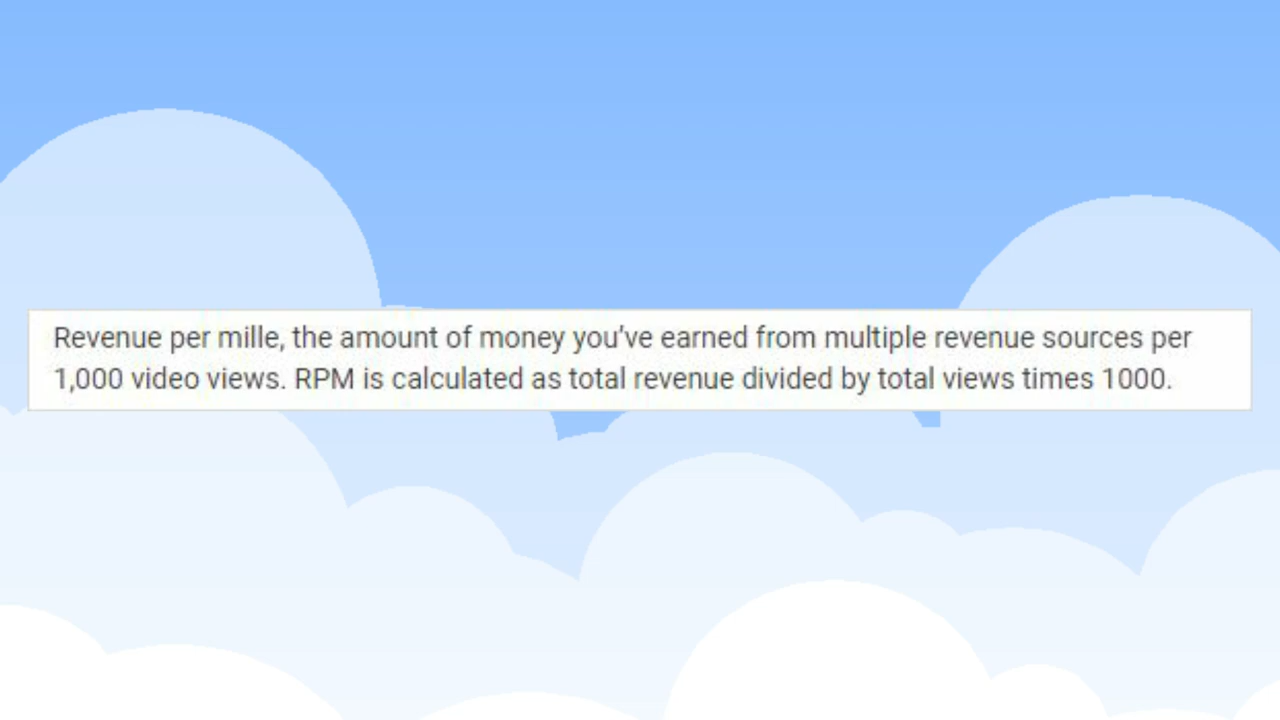 Revenue per mille, the amount of money you've earned from multiple revenue sources per
1,000 video views. RPM is calculated as total revenue divided by total views times 1000.